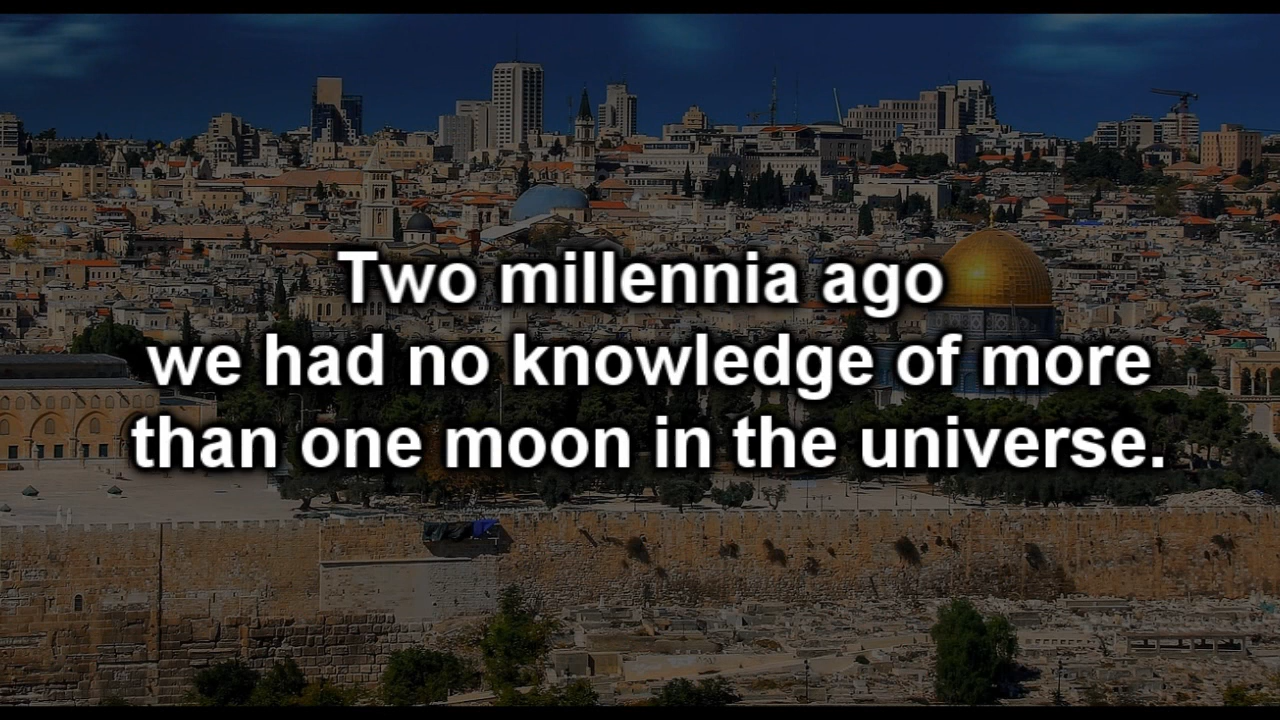 Two millennia ago
we had no knowledge of more
than one moon in the universe.